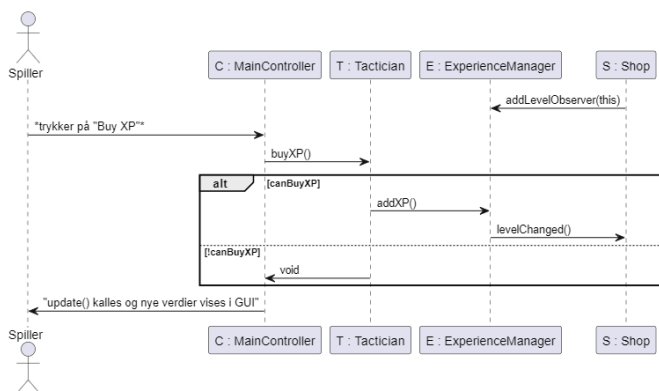 Spiller
C : MainController
T : Tactician
E : ExperienceManager
S : Shop
addLevelObserver(this)
*trykker på "Buy XP"*
buyXP()
alt
[canBuyXP]
addXP()
levelChanged()
[!canBuyXP]
void
"update() kalles og nye verdier vises i GUI"
Spiller
C : MainController
T : Tactician
E : ExperienceManager
S : Shop